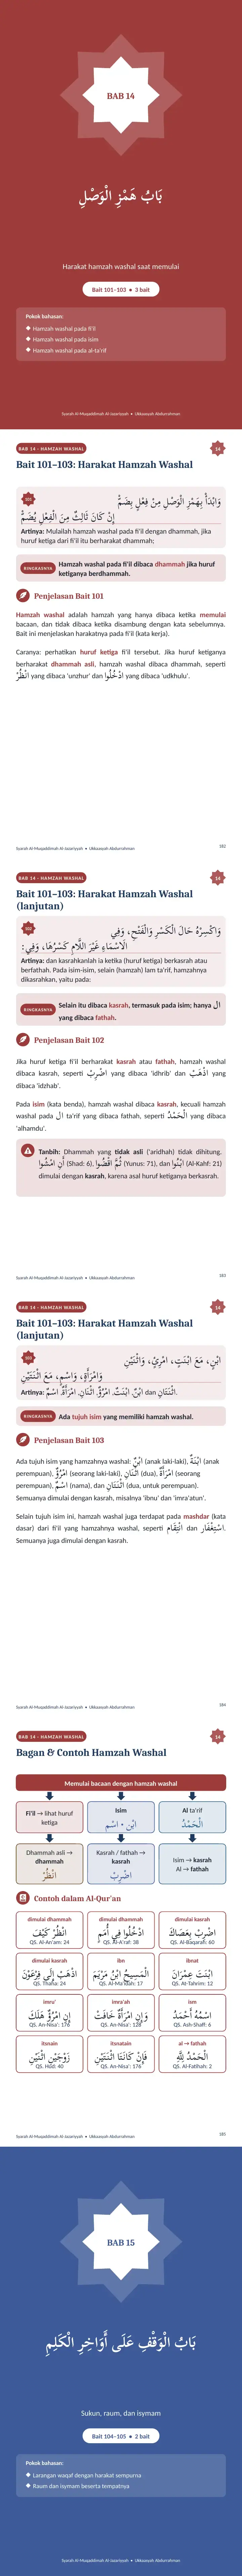 BAB 14
بَابُ هَمْزِ الْوَصْلِ
Harakat hamzah washal saat memulai
Bait 101–103 • 3 bait
Pokok bahasan:
Hamzah washal pada fi'il
Hamzah washal pada isim
Hamzah washal pada al-ta'rif
Syarah Al-Muqaddimah Al-Jazariyyah • Ukkaasyah Abdurrahman
BAB 14 · HAMZAH WASHAL
14
Bait 101–103: Harakat Hamzah Washal
101
وَابْدَأْ بِهَمْزِ الْوَصْلِ مِنْ فِعْلٍ بِضَمٍّ
إِنْ كَانَ ثَالِثٌ مِنَ الْفِعْلِ يُضَمُّ
Artinya: Mulailah hamzah washal pada fi'il dengan dhammah, jika
huruf ketiga dari fi'il itu berharakat dhammah;
RINGKASNYA
Hamzah washal pada fi'il dibaca dhammah jika huruf
ketiganya berdhammah.
Penjelasan Bait 101
Hamzah washal adalah hamzah yang hanya dibaca ketika memulai
bacaan, dan tidak dibaca ketika disambung dengan kata sebelumnya.
Bait ini menjelaskan harakatnya pada fi'il (kata kerja).
Caranya: perhatikan huruf ketiga fi'il tersebut. Jika huruf ketiganya
berharakat dhammah asli, hamzah washal dibaca dhammah, seperti
انْظُرْ yang dibaca 'unzhur' dan ادْخُلُوا yang dibaca 'udkhulu'.
Syarah Al-Muqaddimah Al-Jazariyyah • Ukkaasyah Abdurrahman
182
BAB 14 · HAMZAH WASHAL
14
Bait 101–103: Harakat Hamzah Washal
(lanjutan)
102
وَاكْسِرْهُ حَالَ الْكَسْرِ وَالْفَتْحِ، وَفِي
الْاَسْمَاءِ غَيْرَ اللَّامِ كَسْرُهَا، وَفِي:
Artinya: dan kasrahkanlah ia ketika (huruf ketiga) berkasrah atau
berfathah. Pada isim-isim, selain (hamzah) lam ta'rif, hamzahnya
dikasrahkan, yaitu pada:
RINGKASNYA
Selain itu dibaca kasrah, termasuk pada isim; hanya ال
yang dibaca fathah.
Penjelasan Bait 102
Jika huruf ketiga fi'il berharakat kasrah atau fathah, hamzah washal
dibaca kasrah, seperti اضْرِبْ yang dibaca 'idhrib' dan اذْهَبْ yang
dibaca 'idzhab'.
Pada isim (kata benda), hamzah washal dibaca kasrah, kecuali hamzah
washal pada ال ta'rif yang dibaca fathah, seperti الْحَمْدُ yang dibaca
'alhamdu'.
Tanbih: Dhammah yang tidak asli ('aridhah) tidak dihitung.
أَنِ امْشُوا (Shad: 6), ثُمَّ اقْضُوا (Yunus: 71), dan ابْنُوا (Al-Kahf: 21)
dimulai dengan kasrah, karena asal huruf ketiganya berkasrah.
Syarah Al-Muqaddimah Al-Jazariyyah • Ukkaasyah Abdurrahman
183
BAB 14 · HAMZAH WASHAL
14
Bait 101–103: Harakat Hamzah Washal
(lanjutan)
103
ابْنٍ، مَعَ ابْنَتِ، امْرِئٍ، وَاثْنَيْنِ
وَامْرَأَةٍ، وَاسْمٍ، مَعَ اثْنَتَيْنِ
Artinya: ابْنٌ, ابْنَتٌ, امْرُؤٌ, اثْنَانِ, امْرَأَةٌ, اسْمٌ, dan اثْنَتَانِ.
RINGKASNYA
Ada tujuh isim yang memiliki hamzah washal.
Penjelasan Bait 103
Ada tujuh isim yang hamzahnya washal: ابْنٌ (anak laki-laki), ابْنَةٌ (anak
perempuan), امْرُؤٌ (seorang laki-laki), اثْنَانِ (dua), امْرَأَةٌ (seorang
perempuan), اسْمٌ (nama), dan اثْنَتَانِ (dua, untuk perempuan).
Semuanya dimulai dengan kasrah, misalnya 'ibnu' dan 'imra'atun'.
Selain tujuh isim ini, hamzah washal juga terdapat pada mashdar (kata
dasar) dari fi'il yang hamzahnya washal, seperti انْتِقَام dan اسْتِغْفَار.
Semuanya juga dimulai dengan kasrah.
Syarah Al-Muqaddimah Al-Jazariyyah • Ukkaasyah Abdurrahman
184
BAB 14 · HAMZAH WASHAL
14
Bagan & Contoh Hamzah Washal
Memulai bacaan dengan hamzah washal
Fi'il → lihat huruf
ketiga
Isim
ابْن · اسْم
Al ta'rif
الْحَمْدُ
Dhammah asli →
dhammah
انْظُرْ
Kasrah / fathah →
kasrah
اضْرِبْ
Isim → kasrah
Al → fathah
Contoh dalam Al-Qur'an
dimulai dhammah
انْظُرْ كَيْفَ
QS. Al-An'am: 24
dimulai dhammah
ادْخُلُوا فِي أُمَمٍ
QS. Al-A'raf: 38
dimulai kasrah
اضْرِبْ بِعَصَاكَ
QS. Al-Baqarah: 60
dimulai kasrah
اذْهَبْ إِلَى فِرْعَوْنَ
QS. Thaha: 24
ibn
الْمَسِيحُ ابْنُ مَرْيَمَ
QS. Al-Ma'idah: 17
ibnat
ابْنَتَ عِمْرَانَ
QS. At-Tahrim: 12
imru'
إِنِ امْرُؤٌ هَلَكَ
QS. An-Nisa': 176
imra'ah
وَإِنِ امْرَأَةٌ خَافَتْ
QS. An-Nisa': 128
ism
اسْمُهُ أَحْمَدُ
QS. Ash-Shaff: 6
itsnain
زَوْجَيْنِ اثْنَيْنِ
QS. Hūd: 40
itsnatain
فَإِنْ كَانَتَا اثْنَتَيْنِ
QS. An-Nisa': 176
al → fathah
الْحَمْدُ لِلَّهِ
QS. Al-Fatihah: 2
Syarah Al-Muqaddimah Al-Jazariyyah • Ukkaasyah Abdurrahman
185
BAB 15
بَابُ الْوَقْفِ عَلَى أَوَاخِرِ الْكَلِمِ
Sukun, raum, dan isymam
Bait 104–105 • 2 bait
Pokok bahasan:
Larangan waqaf dengan harakat sempurna
Raum dan isymam beserta tempatnya
Syarah Al-Muqaddimah Al-Jazariyyah • Ukkaasyah Abdurrahman